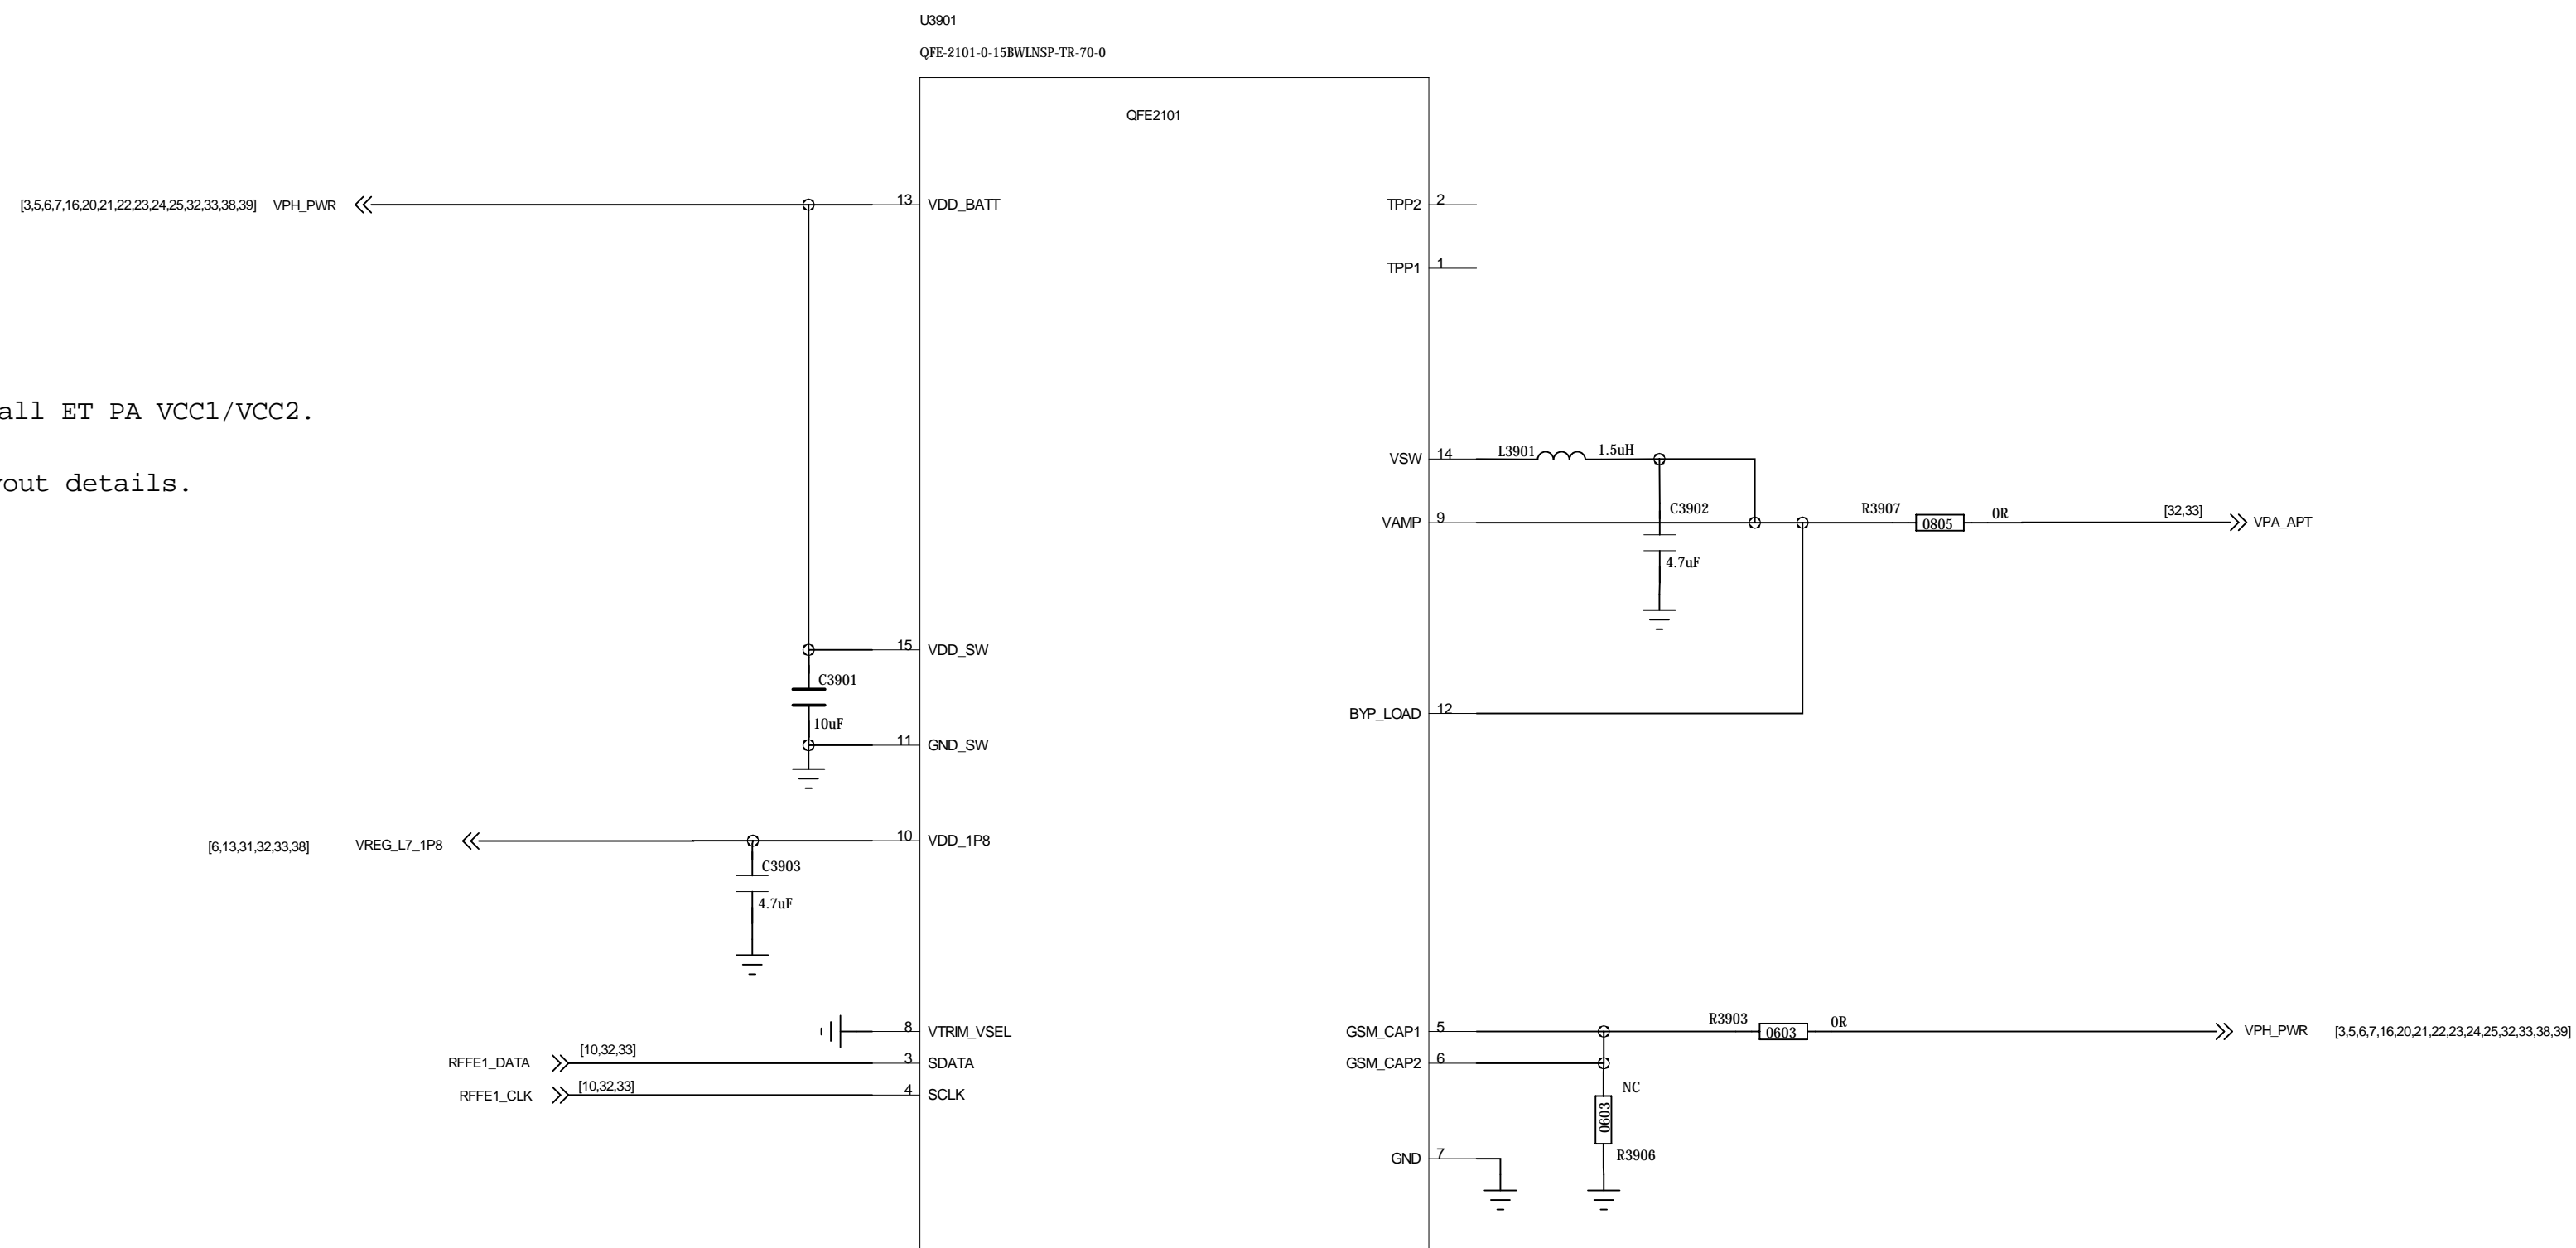 U3901
QFE-2101-0-15BWLNSP-TR-70-0
QFE2101
[3,5,6,7,16,20,21,22,23,24,25,32,33,38,39] VPH_PWR 13 VDD_BATT
TPP2 2
TPP1 1
all ET PA VCC1/VCC2.
out details.
VSW 14 L3901 1.5uH
C3902
VAMP 9 R3907 0805 0R [32,33] VPA_APT
4.7uF
15 VDD_SW
C3901
10uF
BYP_LOAD 12
11 GND_SW
[6,13,31,32,33,38] VREG_L7_1P8 10 VDD_1P8
C3903
4.7uF
8 VTRIM_VSEL
GSM_CAP1 5 R3903 0603 0R VPH_PWR [3,5,6,7,16,20,21,22,23,24,25,32,33,38,39]
RFFE1_DATA [10,32,33] 3 SDATA
GSM_CAP2 6
RFFE1_CLK [10,32,33] 4 SCLK
NC
0603
R3906
GND 7